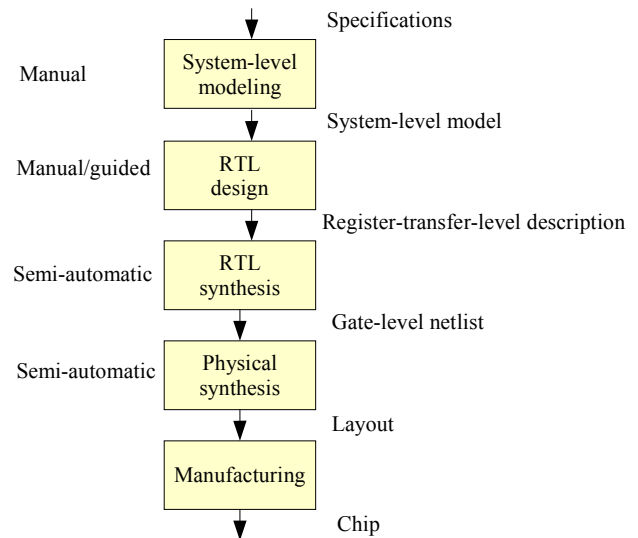 Specifications
Manual
System-level
modeling
System-level model
Manual/guided
RTL
design
Register-transfer-level description
Semi-automatic
RTL
synthesis
Gate-level netlist
Semi-automatic
Physical
synthesis
Layout
Manufacturing
Chip